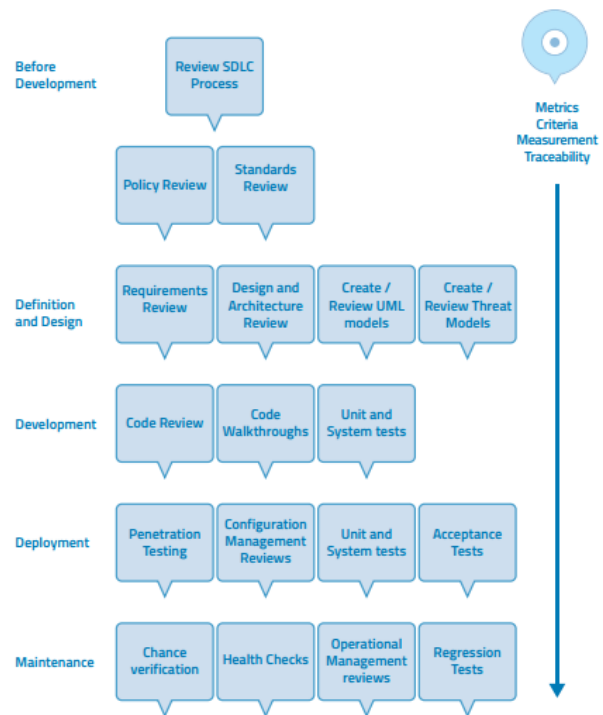 Before
Development
Review SDLC
Process
Metrics
Criteria
Measurement
Traceability
Policy Review
Standards
Review
Definition
and Design
Requirements
Review
Design and
Architecture
Review
Create /
Review UML
models
Create /
Review Threat
Models
Development
Code Review
Code
Walkthroughs
Unit and
System tests
Deployment
Penetration
Testing
Configuration
Management
Reviews
Unit and
System tests
Acceptance
Tests
Maintenance
Chance
verification
Health Checks
Operational
Management
reviews
Regression
Tests